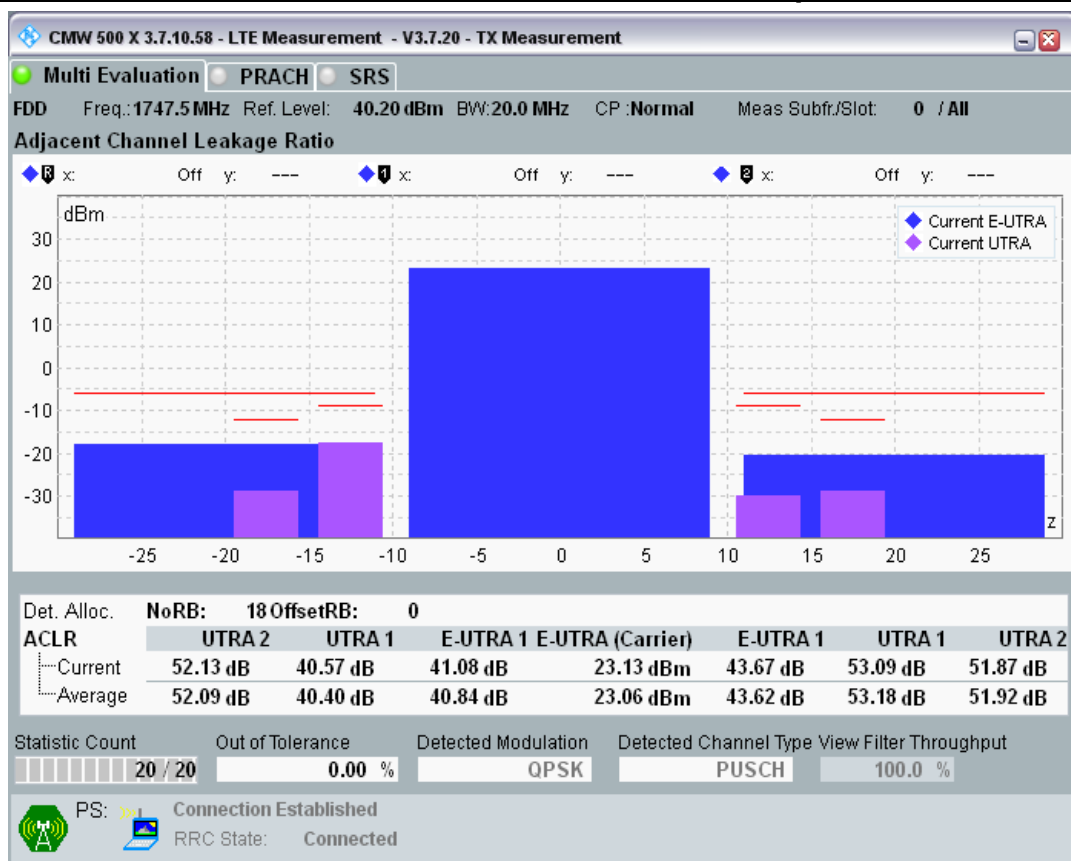 CMW 500 X 3.7.10.58 - LTE Measurement - V3.7.20 - TX Measurement
Multi Evaluation PRACH SRS
FDD Freq.: 1747.5 MHz Ref. Level: 40.20 dBm BW: 20.0 MHz CP : Normal Meas Subfr./Slot: 0 / All
Adjacent Channel Leakage Ratio
R x: Off y: --- 1 x: Off y: --- 2 x: Off y: ---
dBm
Current E-UTRA
Current UTRA
30
20
10
0
-10
-20
-30
z
-25 -20 -15 -10 -5 0 5 10 15 20 25
Det. Alloc. NoRB: 18 OffsetRB: 0
ACLR UTRA 2 UTRA 1 E-UTRA 1 E-UTRA (Carrier) E-UTRA 1 UTRA 1 UTRA 2
Current 52.13 dB 40.57 dB 41.08 dB 23.13 dBm 43.67 dB 53.09 dB 51.87 dB
Average 52.09 dB 40.40 dB 40.84 dB 23.06 dBm 43.62 dB 53.18 dB 51.92 dB
Statistic Count Out of Tolerance Detected Modulation Detected Channel Type View Filter Throughput
20 / 20 0.00 % QPSK PUSCH 100.0 %
PS: Connection Established
RRC State: Connected